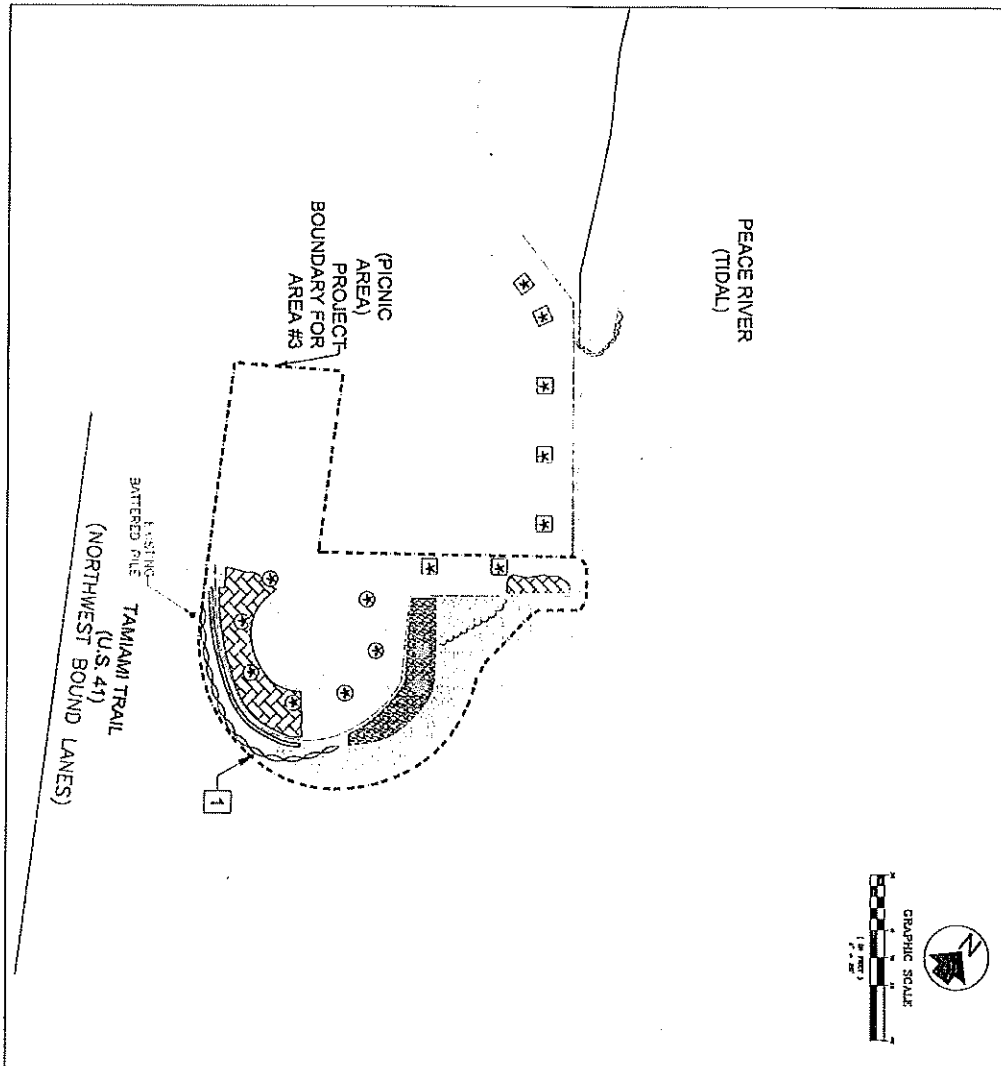 PEACE RIVER
(TIDAL)
(PICNIC
AREA)
PROJECT
BOUNDARY FOR
AREA #3
EXISTING
BATTERED PILE
TAMIAMI TRAIL
(U.S. 41)
(NORTHWEST BOUND LANES)
1
N
GRAPHIC SCALE